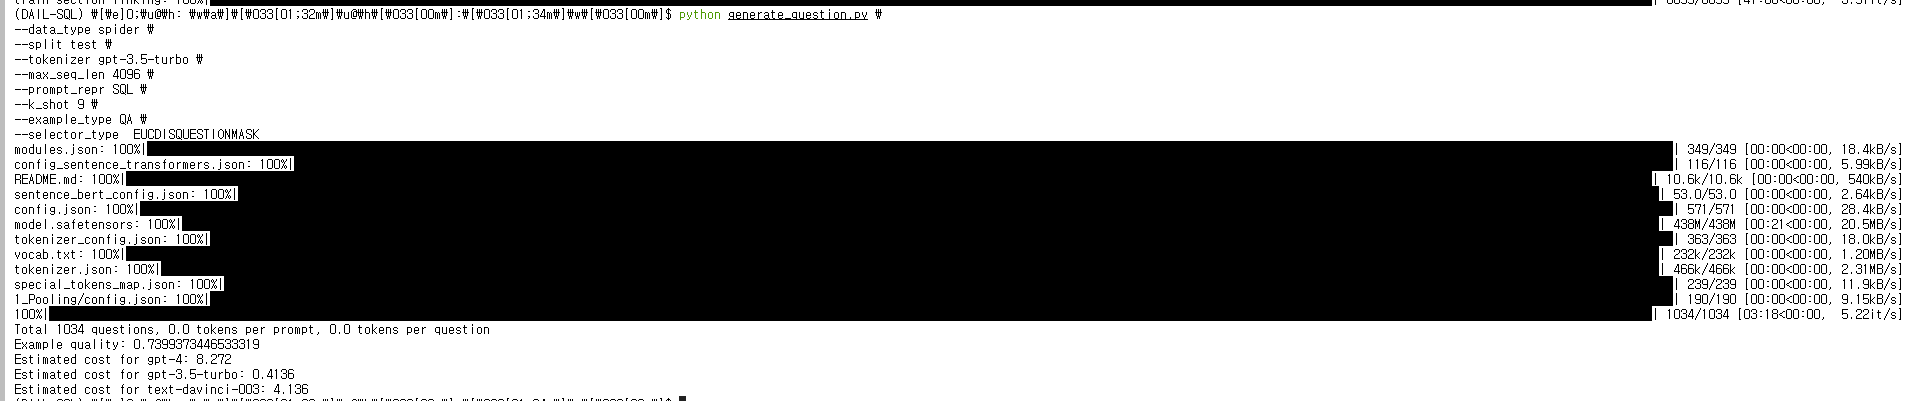 (DAIL-SQL) ₩[₩e]0;₩u@₩h: ₩w₩a₩]₩[₩033[01;32m₩]₩u@₩h₩[₩033[00m₩]:₩[₩033[01;34m₩]₩w₩[₩033[00m₩]$ python generate_question.py ₩
--data_type spider ₩
--split test ₩
--tokenizer gpt-3.5-turbo ₩
--max_seq_len 4096 ₩
--prompt_repr SQL ₩
--k_shot 9 ₩
--example_type QA ₩
--selector_type  EUCDISQUESTIONMASK
modules.json: 100%| | 349/349 [00:00<00:00, 18.4kB/s]
config_sentence_transformers.json: 100%| | 116/116 [00:00<00:00, 5.99kB/s]
README.md: 100%| | 10.6k/10.6k [00:00<00:00, 540kB/s]
sentence_bert_config.json: 100%| | 53.0/53.0 [00:00<00:00, 2.64kB/s]
config.json: 100%| | 571/571 [00:00<00:00, 28.4kB/s]
model.safetensors: 100%| | 438M/438M [00:21<00:00, 20.5MB/s]
tokenizer_config.json: 100%| | 363/363 [00:00<00:00, 18.0kB/s]
vocab.txt: 100%| | 232k/232k [00:00<00:00, 1.20MB/s]
tokenizer.json: 100%| | 466k/466k [00:00<00:00, 2.31MB/s]
special_tokens_map.json: 100%| | 239/239 [00:00<00:00, 11.9kB/s]
1_Pooling/config.json: 100%| | 190/190 [00:00<00:00, 9.15kB/s]
100%| | 1034/1034 [03:18<00:00,  5.22it/s]
Total 1034 questions, 0.0 tokens per prompt, 0.0 tokens per question
Example quality: 0.7399373446533319
Estimated cost for gpt-4: 8.272
Estimated cost for gpt-3.5-turbo: 0.4136
Estimated cost for text-davinci-003: 4.136